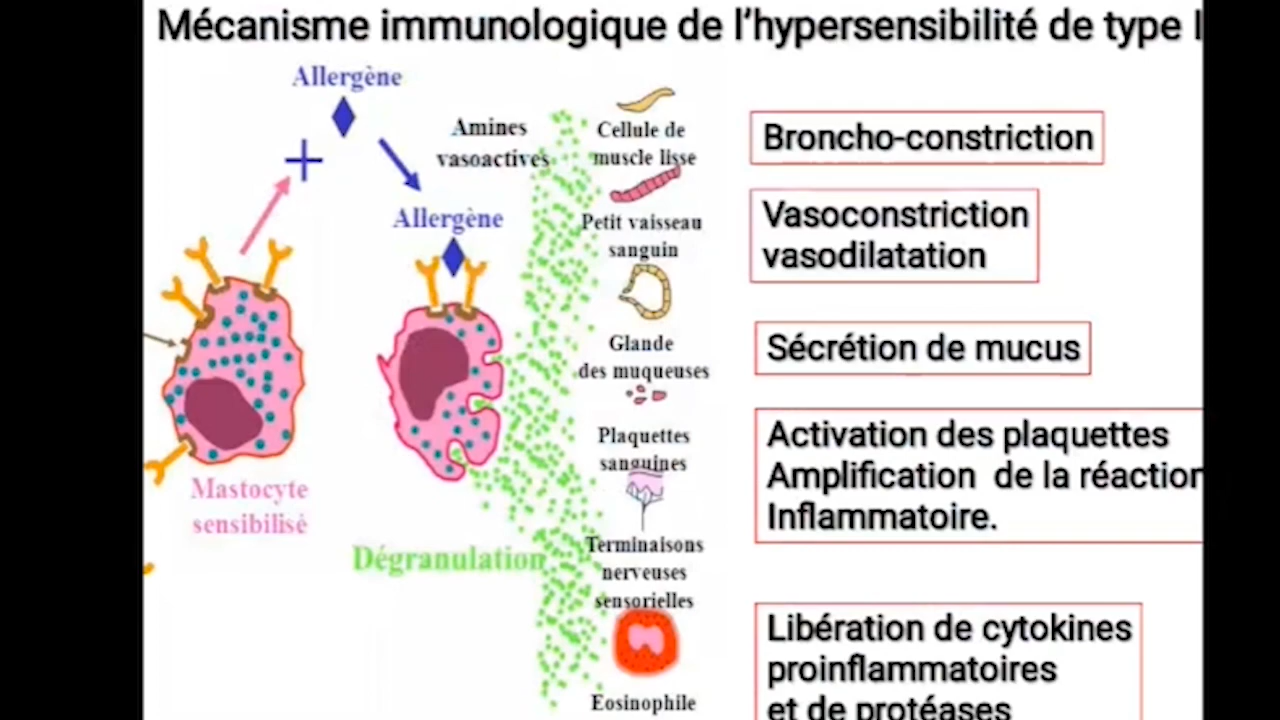 Mécanisme immunologique de l'hypersensibilité de type I
Allergène
Amines
vasoactives
Allergène
Mastocyte
sensibilisé
Dégranulation
Cellule de
muscle lisse
Petit vaisseau
sanguin
Glande
des muqueuses
Plaquettes
sanguines
Terminaisons
nerveuses
sensorielles
Eosinophile
Broncho-constriction
Vasoconstriction
vasodilatation
Sécrétion de mucus
Activation des plaquettes
Amplification de la réaction
Inflammatoire.
Libération de cytokines
proinflammatoires
et de protéases